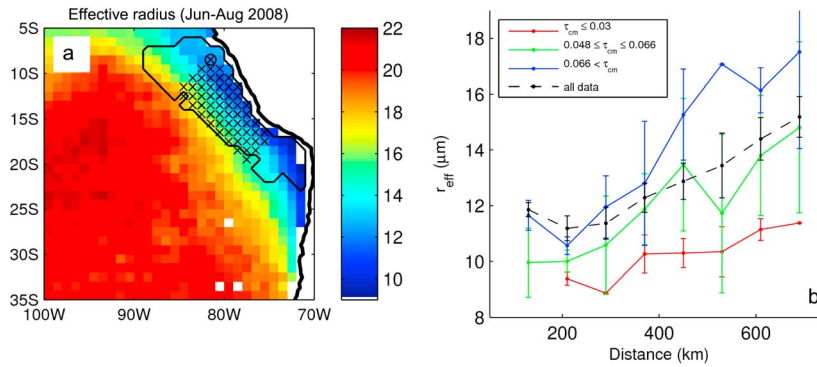 Effective radius (Jun-Aug 2008)
a
5S
10S
15S
20S
25S
30S
35S
100W
90W
80W
70W
22
20
18
16
14
12
10
τcm ≤ 0.03
0.048 ≤ τcm ≤ 0.066
0.066 < τcm
all data
18
16
14
12
10
8
reff (μm)
200
400
600
Distance (km)
b